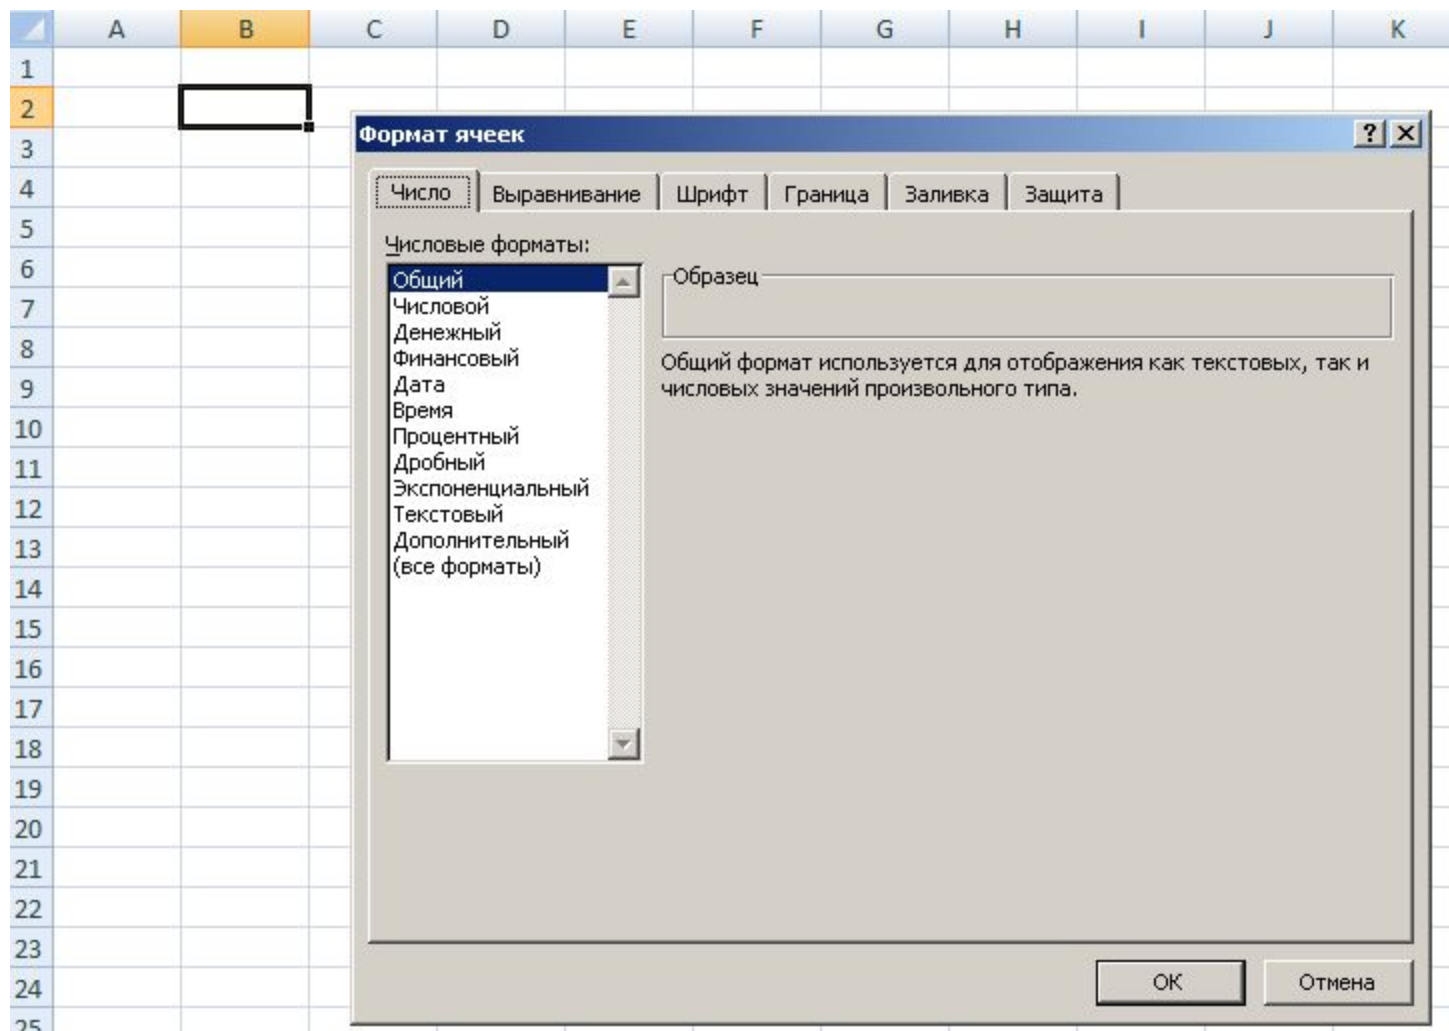 A B C D E F G H I J K
1
2
Формат ячеек ? X
3
4
Число Выравнивание Шрифт Граница Заливка Защита
5
Числовые форматы:
6
Общий
Образец
7
Числовой
Денежный
8
Финансовый
Общий формат используется для отображения как текстовых, так и
9
Дата
числовых значений произвольного типа.
Время
10
Процентный
11
Дробный
Экспоненциальный
12
Текстовый
13
Дополнительный
(все форматы)
14
15
16
17
18
19
20
21
22
23
24
ОК Отмена
25